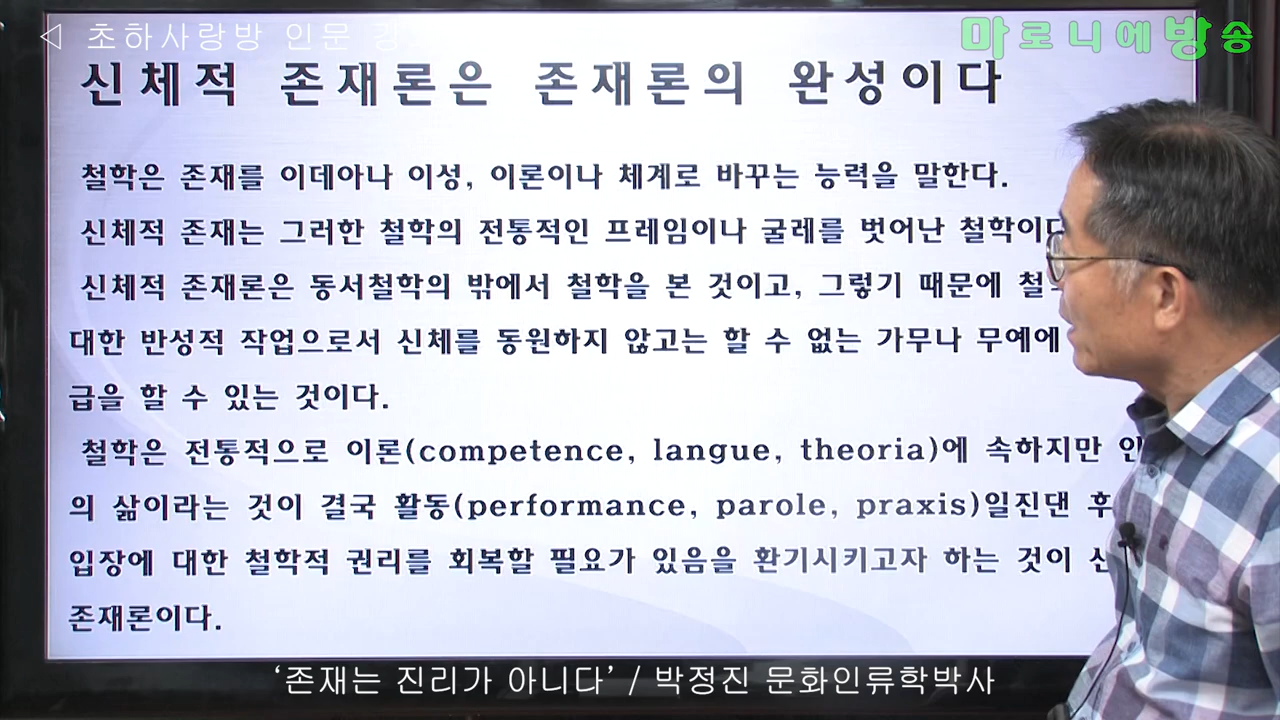 ◁ 초하사랑방 인문
마로니에방송
신체적 존재론은 존재론의 완성이다
철학은 존재를 이데아나 이성, 이론이나 체계로 바꾸는 능력을 말한다.
신체적 존재는 그러한 철학의 전통적인 프레임이나 굴레를 벗어난 철학이다
신체적 존재론은 동서철학의 밖에서 철학을 본 것이고, 그렇기 때문에
대한 반성적 작업으로서 신체를 동원하지 않고는 할 수 없는 가무나 무예에
급을 할 수 있는 것이다.
철학은 전통적으로 이론(competence, langue, theoria)에 속하지만
의 삶이라는 것이 결국 활동(performance, parole, praxis)일진댄 후
입장에 대한 철학적 권리를 회복할 필요가 있음을 환기시키고자 하는 것이
존재론이다.
‘존재는 진리가 아니다’ / 박정진 문화인류학박사